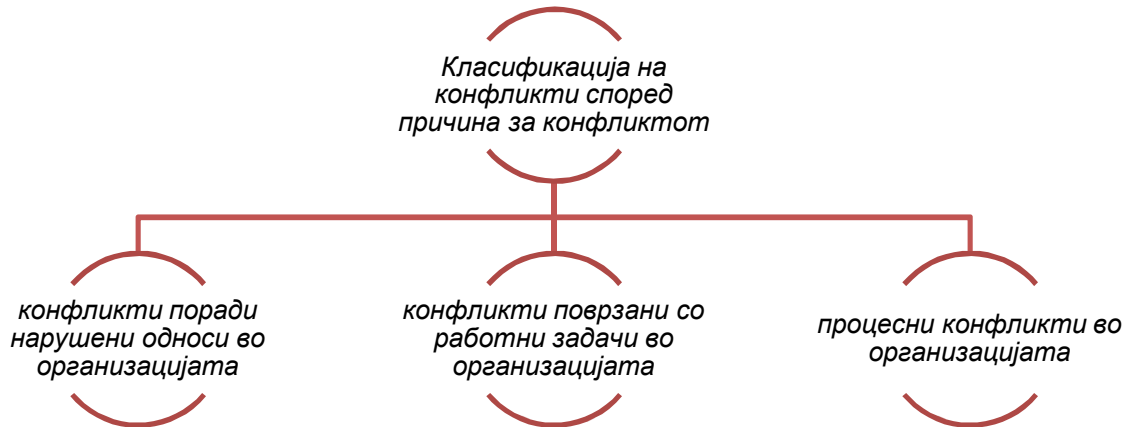 Класификација на
конфликти според
причина за конфликтот
конфликти поради
нарушени односи во
организацијата
конфликти поврзани со
работни задачи во
организацијата
процесни конфликти во
организацијата